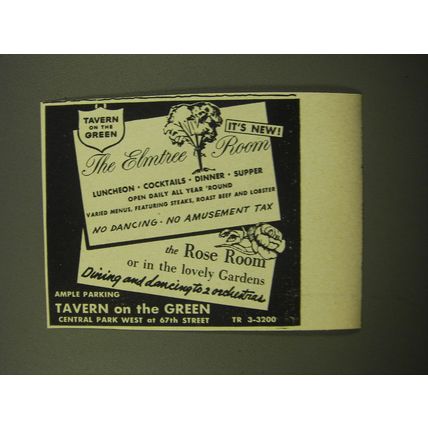 TAVERN
ON THE
GREEN
IT'S NEW!
The Elmtree Room
LUNCHEON · COCKTAILS · DINNER · SUPPER
OPEN DAILY ALL YEAR 'ROUND
VARIED MENUS, FEATURING STEAKS, ROAST BEEF AND LOBSTER
NO DANCING · NO AMUSEMENT TAX
the Rose Room
or in the lovely Gardens
Dining and dancing to 2 orchestras
AMPLE PARKING
TAVERN on the GREEN
CENTRAL PARK WEST at 67th STREET TR 3-3200